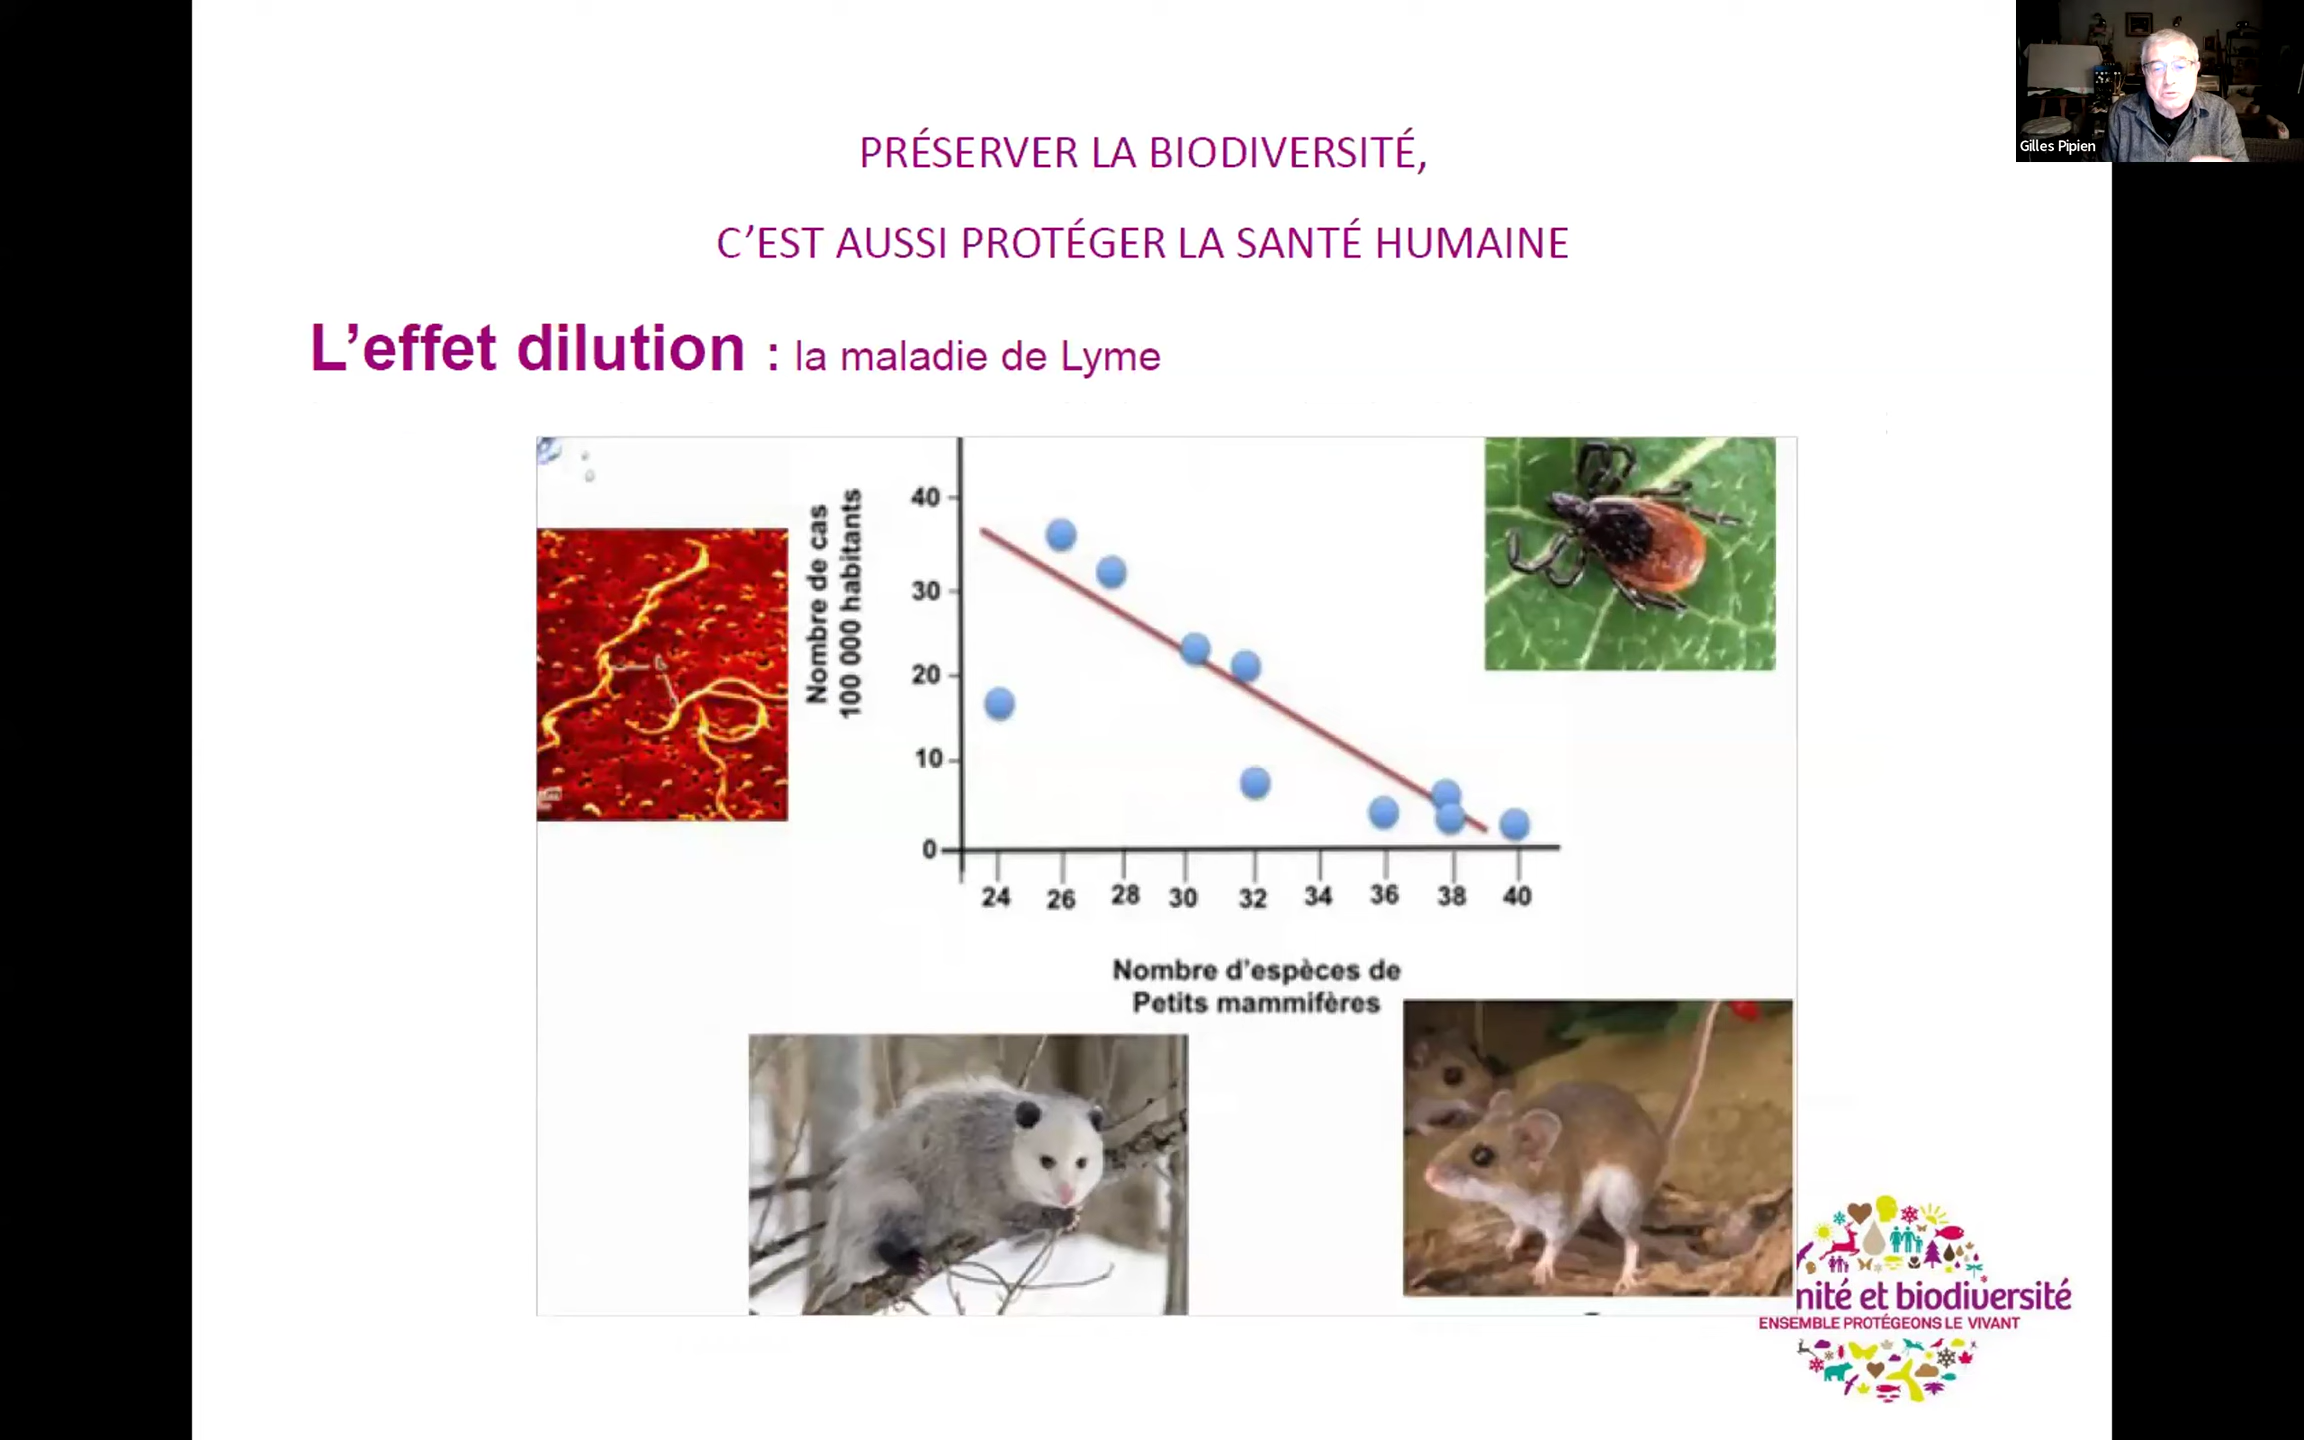 Gilles Pipien
PRÉSERVER LA BIODIVERSITÉ,
C’EST AUSSI PROTÉGER LA SANTÉ HUMAINE
L’effet dilution : la maladie de Lyme
Nombre de cas
100 000 habitants
40
30
20
10
0
24 26 28 30 32 34 36 38 40
Nombre d’espèces de
Petits mammifères
nité et biodiversité
ENSEMBLE PROTÉGEONS LE VIVANT